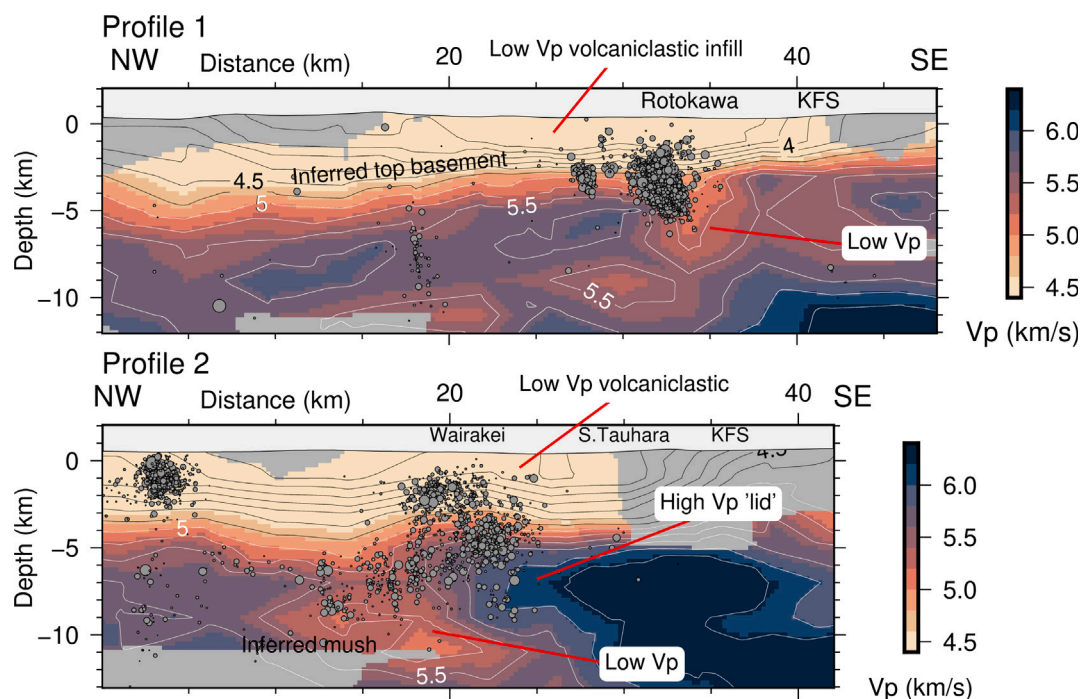 Profile 1
NW Distance (km) 20 40 SE
Low Vp volcaniclastic infill
Rotokawa KFS
0
−5
−10
Depth (km)
4
4.5
Inferred top basement
5
5.5
Low Vp
5.5
6.0
5.5
5.0
4.5
Vp (km/s)
Profile 2
NW Distance (km) 20 40 SE
Low Vp volcaniclastic
Wairakei S.Tauhara KFS
0
−5
−10
Depth (km)
4.5
High Vp 'lid'
5
Inferred mush
Low Vp
5.5
6.0
5.5
5.0
4.5
Vp (km/s)